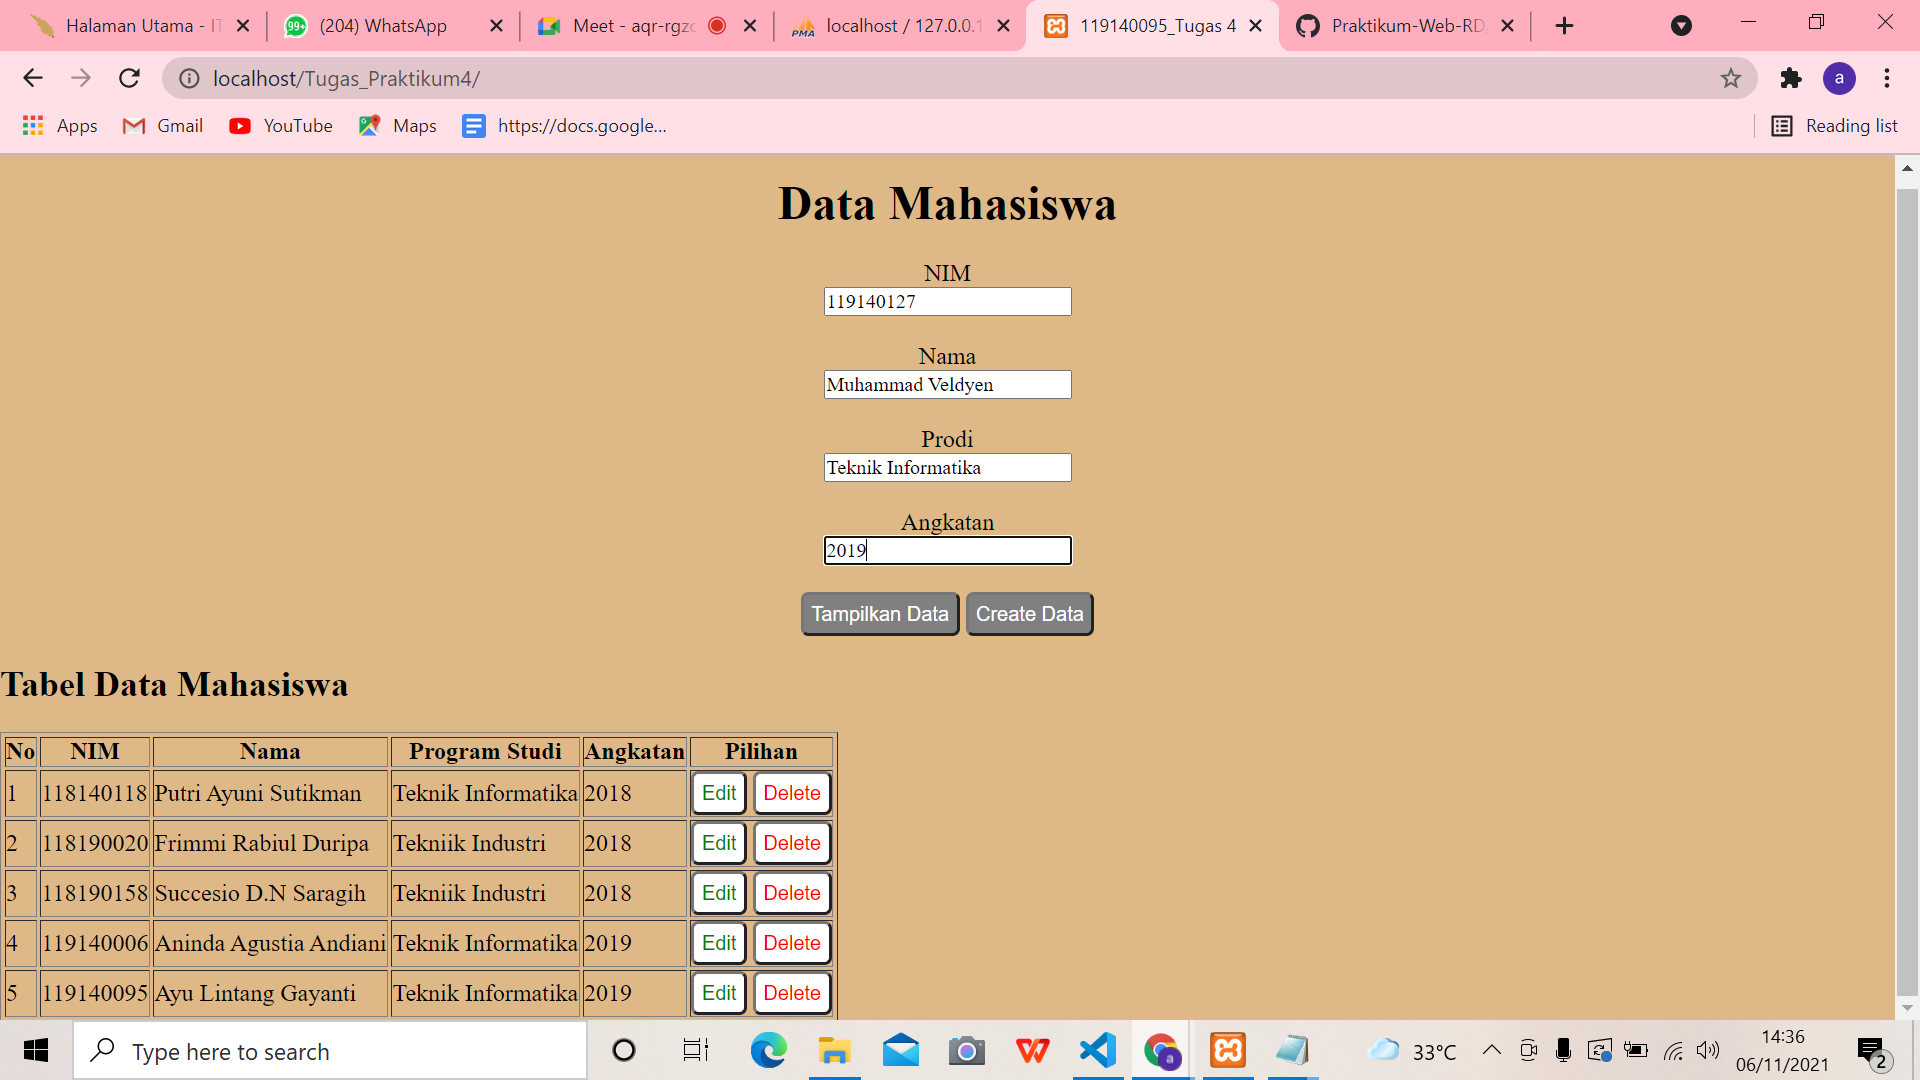 Halaman Utama - IT
(204) WhatsApp
Meet - aqr-rgzc
localhost / 127.0.0.1
119140095_Tugas 4
Praktikum-Web-RD
localhost/Tugas_Praktikum4/
a
Apps
Gmail
YouTube
Maps
https://docs.google...
Reading list
Data Mahasiswa
NIM
119140127
Nama
Muhammad Veldyen
Prodi
Teknik Informatika
Angkatan
2019
Tampilkan Data Create Data
Tabel Data Mahasiswa
No NIM Nama Program Studi Angkatan Pilihan
1 118140118 Putri Ayuni Sutikman Teknik Informatika 2018 Edit Delete
2 118190020 Frimmi Rabiul Duripa Tekniik Industri 2018 Edit Delete
3 118190158 Succesio D.N Saragih Tekniik Industri 2018 Edit Delete
4 119140006 Aninda Agustia Andiani Teknik Informatika 2019 Edit Delete
5 119140095 Ayu Lintang Gayanti Teknik Informatika 2019 Edit Delete
Type here to search
33°C
14:36
06/11/2021
2